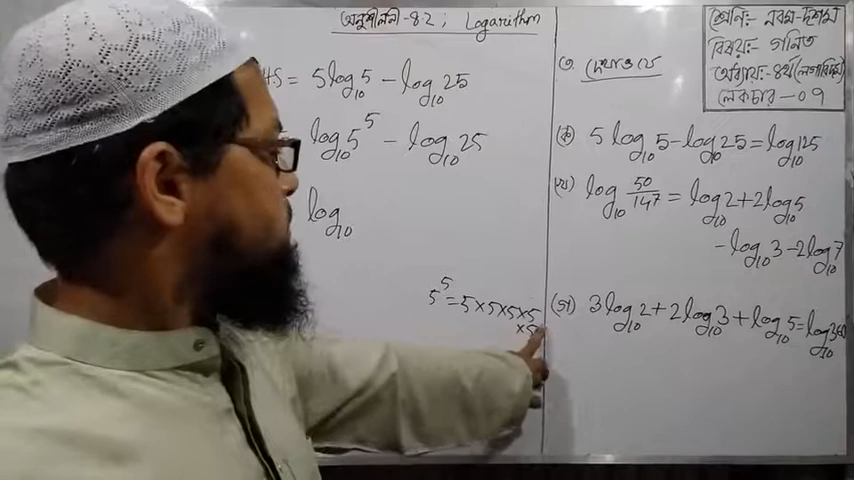 অনুশীলনী-৪.২ ; Logarithm
শ্রেণিঃ- নবম-দশম
বিষয়ঃ- গণিত
অধ্যায়ঃ-৪র্থ
লেকচার-০৭
HS = 5log₁₀5 - log₁₀25
log₁₀5⁵ - log₁₀25
log₁₀
5⁵=5×5×5×5
×5
৩. দেখাও যে
(ক) 5log₁₀5-log₁₀25=log₁₀125
(খ) log₁₀ 50/147 = log₁₀2+2log₁₀5
-log₁₀3-2log₁₀7
(গ) 3log₁₀2+2log₁₀3+log₁₀5=log₁₀360